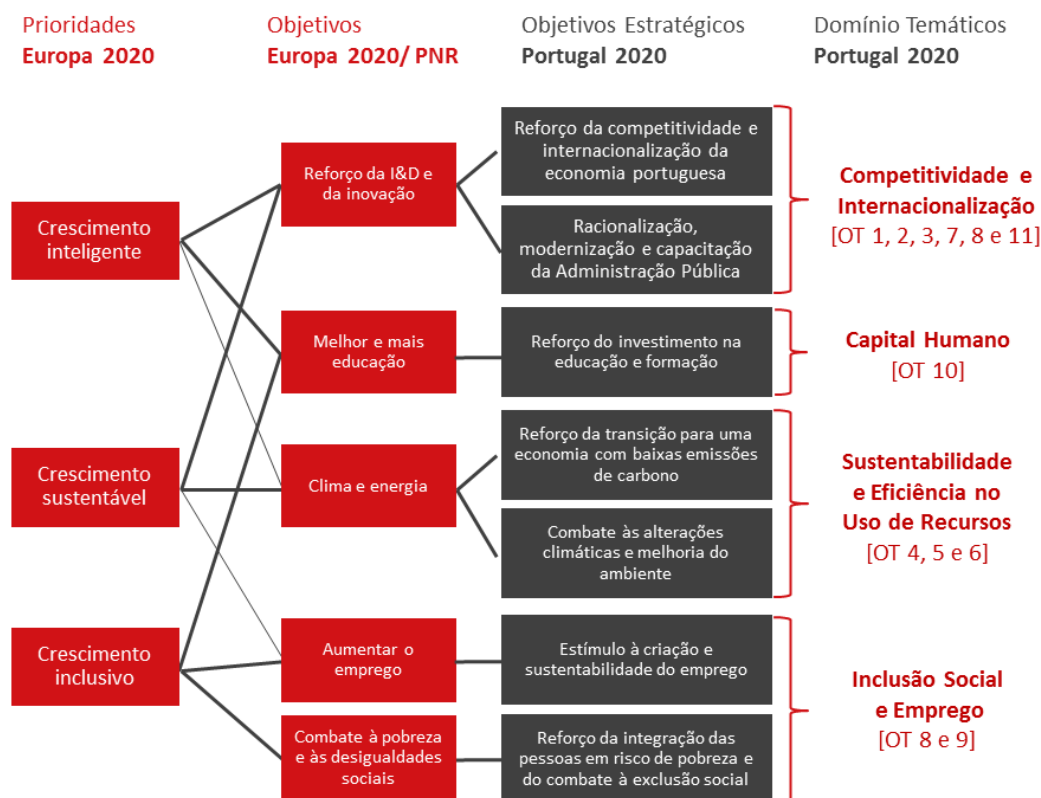 Prioridades
Europa 2020
Objetivos
Europa 2020/ PNR
Objetivos Estratégicos
Portugal 2020
Domínio Temáticos
Portugal 2020
Crescimento
inteligente
Crescimento
sustentável
Crescimento
inclusivo
Reforço da I&D e
da inovação
Melhor e mais
educação
Clima e energia
Aumentar o
emprego
Combate à pobreza
e às desigualdades
sociais
Reforço da competitividade e
internacionalização da
economia portuguesa
Racionalização,
modernização e capacitação
da Administração Pública
Reforço do investimento na
educação e formação
Reforço da transição para uma
economia com baixas emissões
de carbono
Combate às alterações
climáticas e melhoria do
ambiente
Estímulo à criação e
sustentabilidade do emprego
Reforço da integração das
pessoas em risco de pobreza e
do combate à exclusão social
Competitividade e
Internacionalização
[OT 1, 2, 3, 7, 8 e 11]
Capital Humano
[OT 10]
Sustentabilidade
e Eficiência no
Uso de Recursos
[OT 4, 5 e 6]
Inclusão Social
e Emprego
[OT 8 e 9]